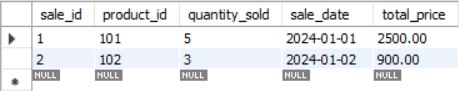 sale_id product_id quantity_sold sale_date total_price
1 101 5 2024-01-01 2500.00
2 102 3 2024-01-02 900.00
NULL NULL NULL NULL NULL